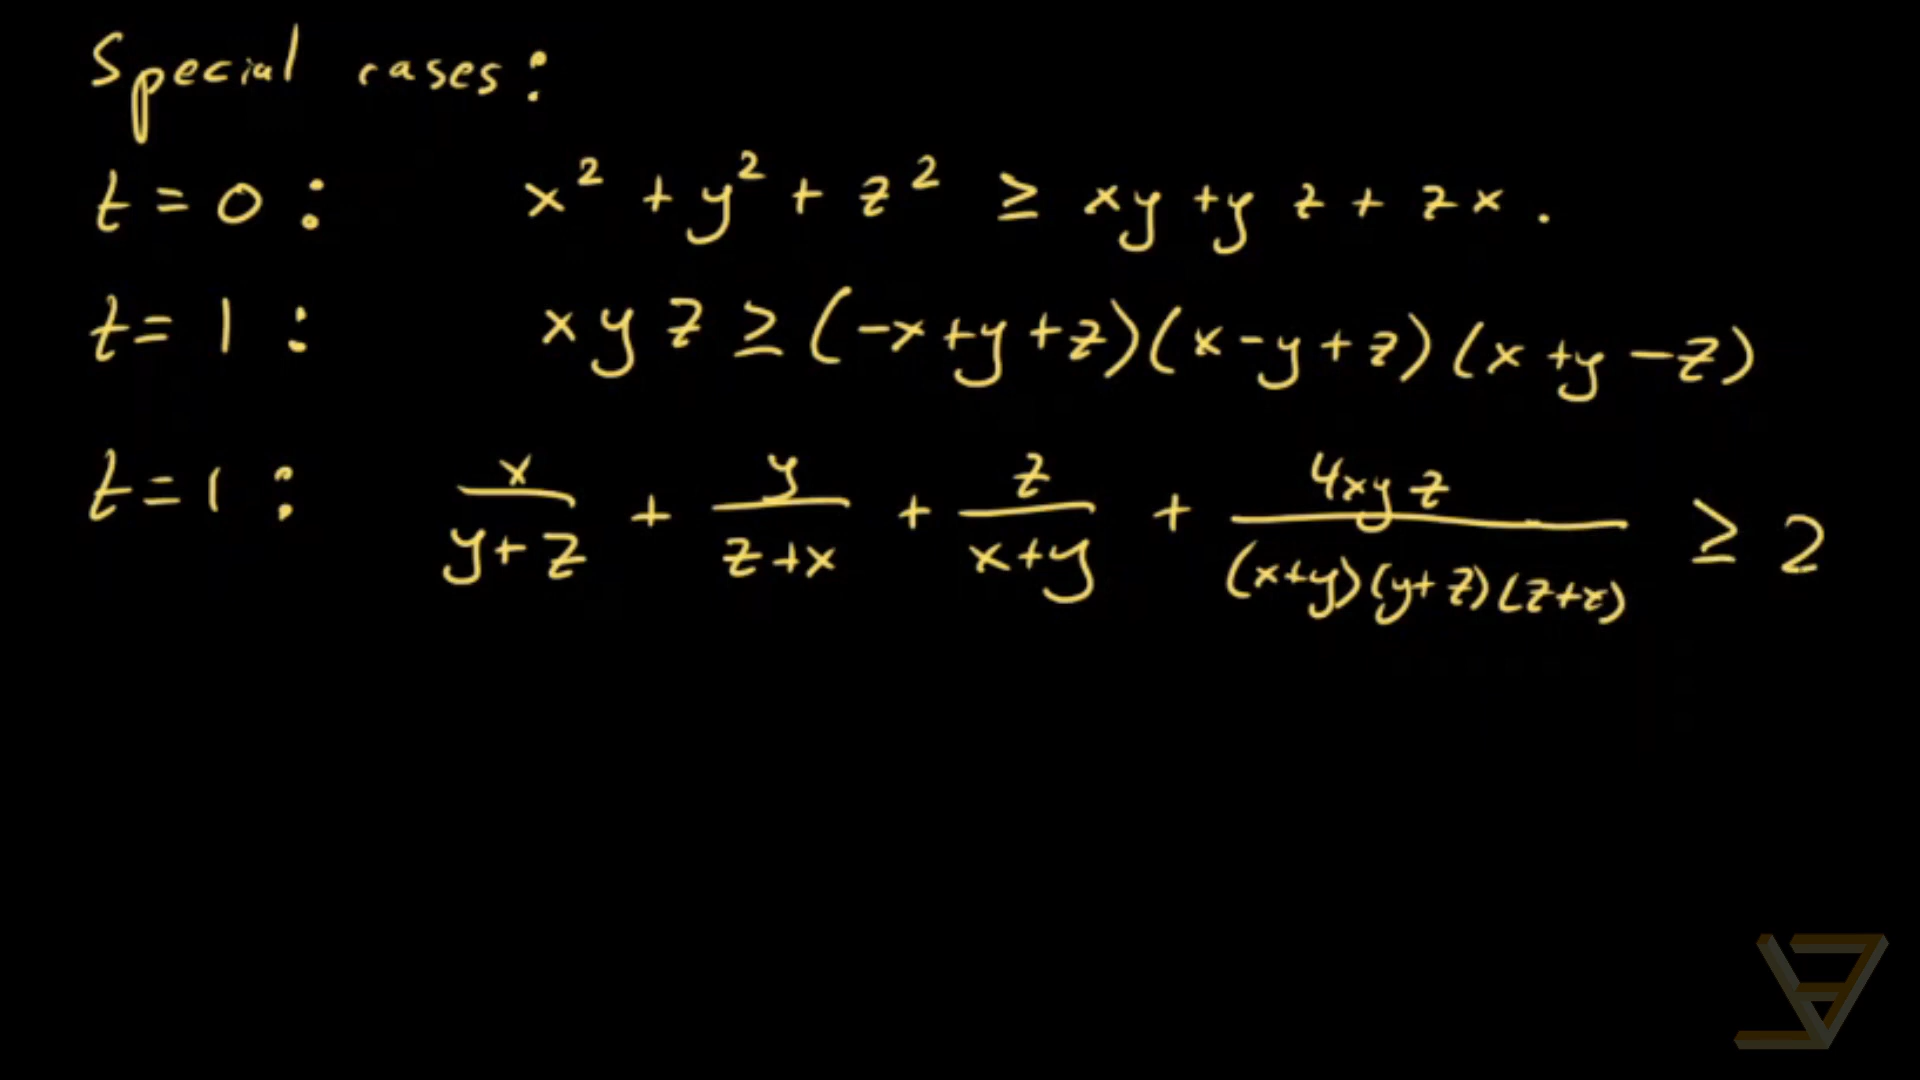 Special cases:
t = 0 : x² + y² + z² ≥ xy + yz + zx .
t = 1 : xyz ≥ (-x+y+z)(x-y+z)(x+y-z)
t = 1 : x/(y+z) + y/(z+x) + z/(x+y) + 4xyz/((x+y)(y+z)(z+x)) ≥ 2